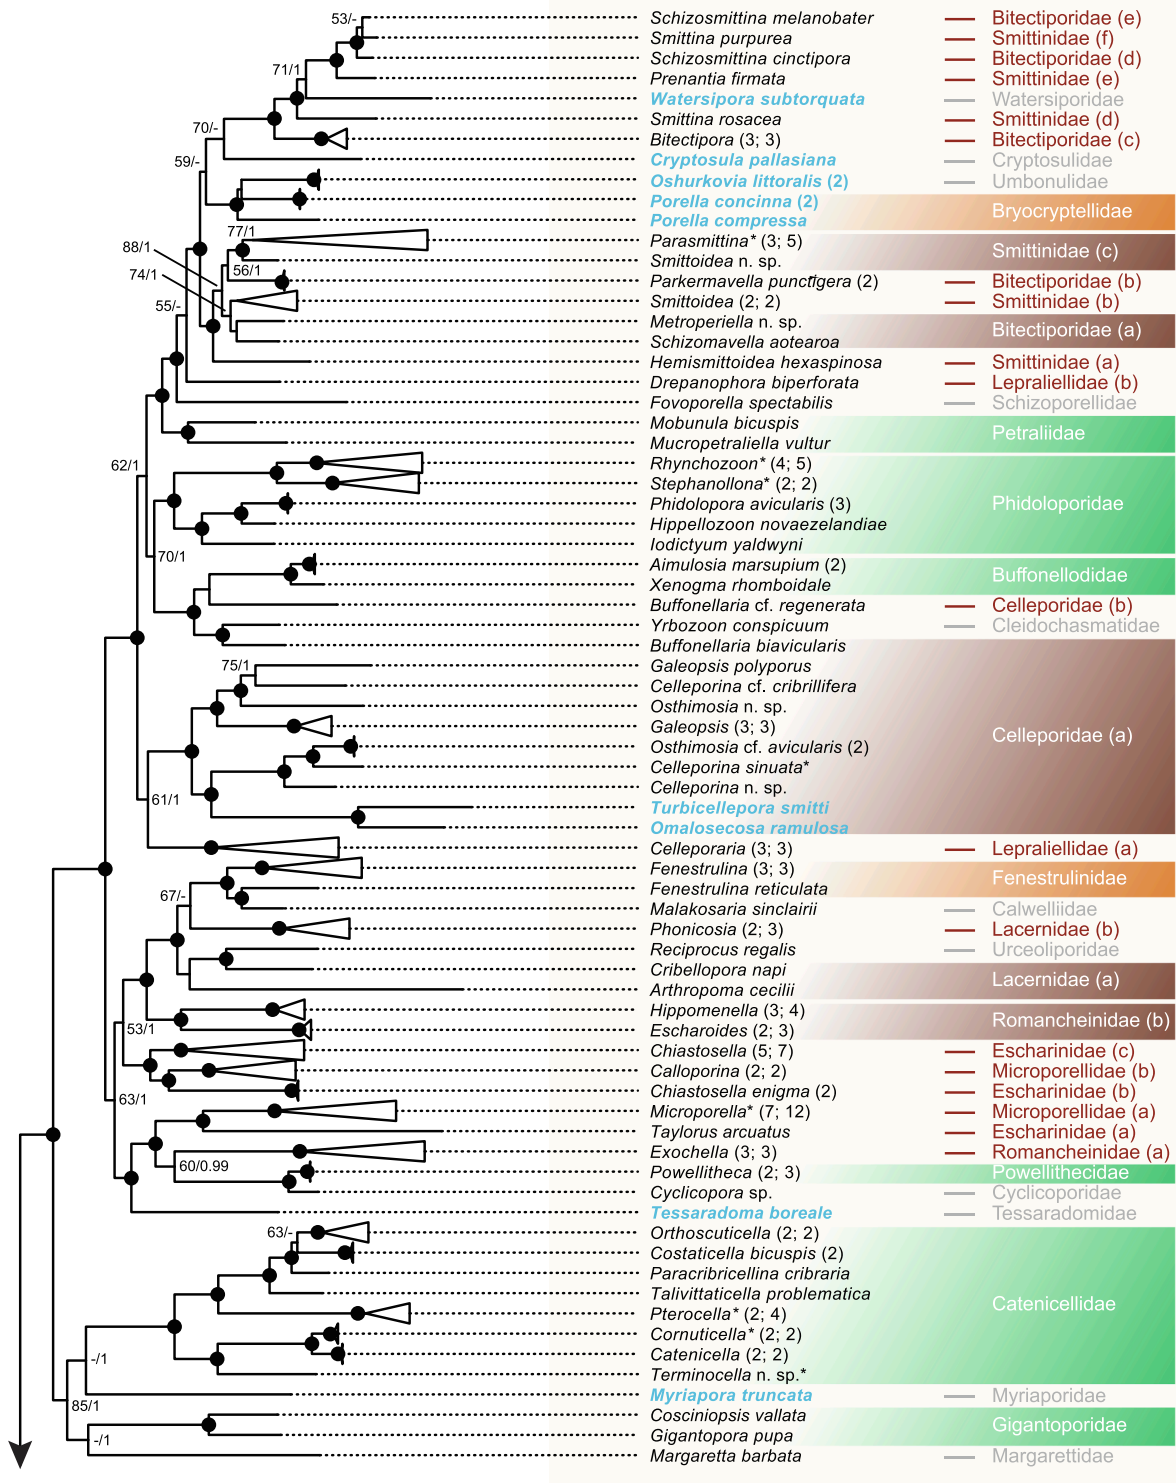 53/-
Schizosmittina melanobater Bitectiporidae (e)
Smittina purpurea Smittinidae (f)
Schizosmittina cinctipora Bitectiporidae (d)
71/1
Prenantia firmata Smittinidae (e)
Watersipora subtorquata Watersiporidae
Smittina rosacea Smittinidae (d)
70/-
Bitectipora (3; 3) Bitectiporidae (c)
59/-
Cryptosula pallasiana Cryptosulidae
Oshurkovia littoralis (2) Umbonulidae
Porella concinna (2)
Bryocryptellidae
Porella compressa
77/1
88/1
Parasmittina* (3; 5)
Smittinidae (c)
Smittoidea n. sp.
56/1
74/1
Parkermavella punctigera (2) Bitectiporidae (b)
55/-
Smittoidea (2; 2) Smittinidae (b)
Metroperiella n. sp.
Bitectiporidae (a)
Schizomavella aotearoa
Hemismittoidea hexaspinosa Smittinidae (a)
Drepanophora biperforata Lepraliellidae (b)
Fovoporella spectabilis Schizoporellidae
Mobunula bicuspis
Petraliidae
Mucropetraliella vultur
62/1
Rhynchozoon* (4; 5)
Stephanollona* (2; 2)
Phidolopora avicularis (3) Phidoloporidae
Hippellozoon novaezelandiae
Iodictyum yaldwyni
70/1
Aimulosia marsupium (2)
Buffonellodidae
Xenogma rhomboidale
Buffonellaria cf. regenerata Celleporidae (b)
Yrbozoon conspicuum Cleidochasmatidae
Buffonellaria biavicularis
75/1
Galeopsis polyporus
Celleporina cf. cribrillifera
Osthimosia n. sp.
Galeopsis (3; 3)
Celleporidae (a)
Osthimosia cf. avicularis (2)
Celleporina sinuata*
Celleporina n. sp.
61/1
Turbicellepora smitti
Omalosecosa ramulosa
Celleporaria (3; 3) Lepraliellidae (a)
Fenestrulina (3; 3)
Fenestrulinidae
Fenestrulina reticulata
67/-
Malakosaria sinclairii Calwelliidae
Phonicosia (2; 3) Lacernidae (b)
Reciprocus regalis Urceoliporidae
Cribellopora napi
Lacernidae (a)
Arthropoma cecilii
Hippomenella (3; 4)
Romancheinidae (b)
53/1
Escharoides (2; 3)
Chiastosella (5; 7) Escharinidae (c)
Calloporina (2; 2) Microporellidae (b)
Chiastosella enigma (2) Escharinidae (b)
63/1
Microporella* (7; 12) Microporellidae (a)
Taylorus arcuatus Escharinidae (a)
Exochella (3; 3) Romancheinidae (a)
60/0.99
Powellitheca (2; 3) Powellithecidae
Cyclicopora sp. Cyclicoporidae
Tessaradoma boreale Tessaradomidae
63/-
Orthoscuticella (2; 2)
Costaticella bicuspis (2)
Paracribricellina cribraria
Talivittaticella problematica
Catenicellidae
Pterocella* (2; 4)
Cornuticella* (2; 2)
-/1
Catenicella (2; 2)
Terminocella n. sp.*
Myriapora truncata Myriaporidae
85/1
Cosciniopsis vallata
Gigantoporidae
Gigantopora pupa
-/1
Margaretta barbata Margarettidae